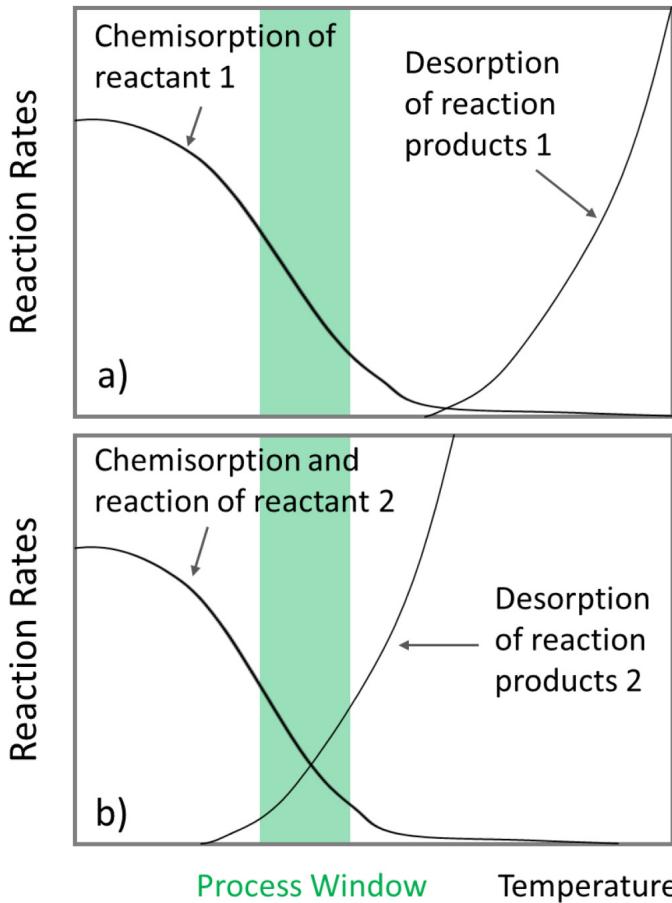 Reaction Rates
Chemisorption of
reactant 1
Desorption
of reaction
products 1
a)
Reaction Rates
Chemisorption and
reaction of reactant 2
Desorption
of reaction
products 2
b)
Process Window
Temperature